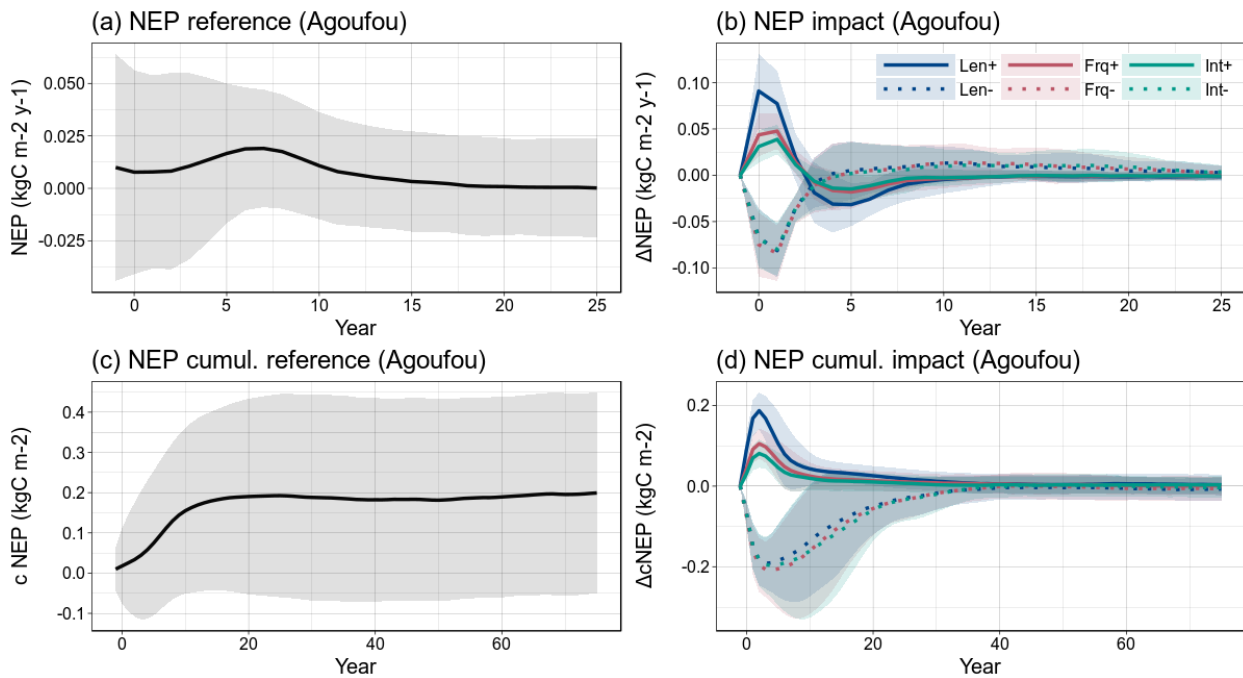 (a) NEP reference (Agoufou)
NEP (kgC m-2 y-1)
0.050
0.025
0.000
-0.025
0 5 10 15 20 25
Year
(b) NEP impact (Agoufou)
ΔNEP (kgC m-2 y-1)
0.10
0.05
0.00
-0.05
-0.10
Len+ Frq+ Int+
Len- Frq- Int-
0 5 10 15 20 25
Year
(c) NEP cumul. reference (Agoufou)
c NEP (kgC m-2)
0.4
0.3
0.2
0.1
0.0
-0.1
0 20 40 60
Year
(d) NEP cumul. impact (Agoufou)
ΔcNEP (kgC m-2)
0.2
0.0
-0.2
0 20 40 60
Year